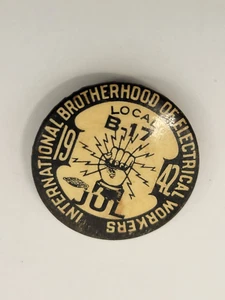 INTERNATIONAL BROTHERHOOD OF ELECTRICAL WORKERS
LOCAL
B-17
19 42
JUL